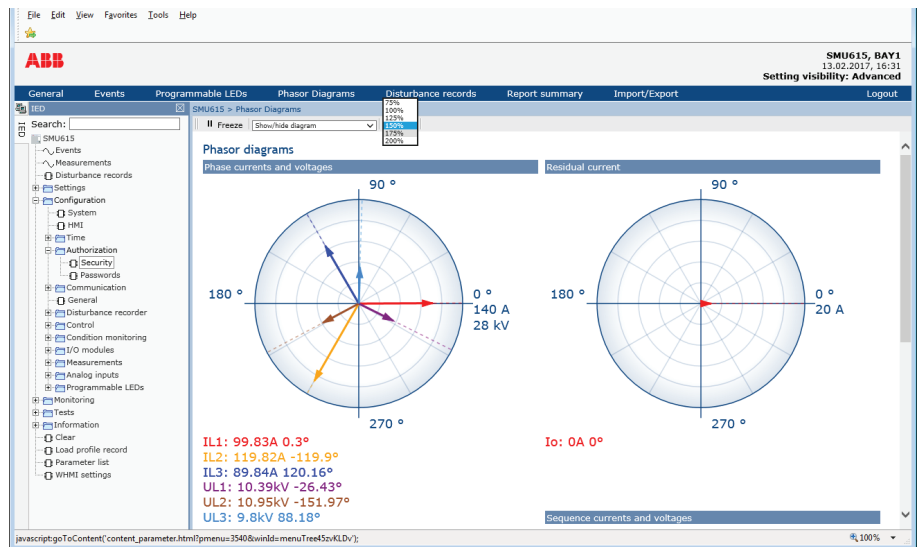 File Edit View Favorites Tools Help
ABB
SMU615, BAY1
13.02.2017, 16:31
Setting visibility: Advanced
General Events Programmable LEDs Phasor Diagrams Disturbance records Report summary Import/Export Logout
IED
IED
Search:
SMU615
Events
Measurements
Disturbance records
Settings
Configuration
System
HMI
Time
Authorization
Security
Passwords
Communication
General
Disturbance recorder
Control
Condition monitoring
I/O modules
Measurements
Analog inputs
Programmable LEDs
Monitoring
Tests
Information
Clear
Load profile record
Parameter list
WHMI settings
SMU615 > Phasor Diagrams
Freeze Show/hide diagram
75%
100%
125%
150%
175%
200%
Phasor diagrams
Phase currents and voltages
90 °
180 °
0 °
140 A
28 kV
270 °
IL1: 99.83A 0.3°
IL2: 119.82A -119.9°
IL3: 89.84A 120.16°
UL1: 10.39kV -26.43°
UL2: 10.95kV -151.97°
UL3: 9.8kV 88.18°
Residual current
90 °
180 °
0 °
20 A
270 °
Io: 0A 0°
Sequence currents and voltages
javascript:goToContent('content_parameter.html?pmenu=3540&winId=menuTree45zvKLDv');
100%